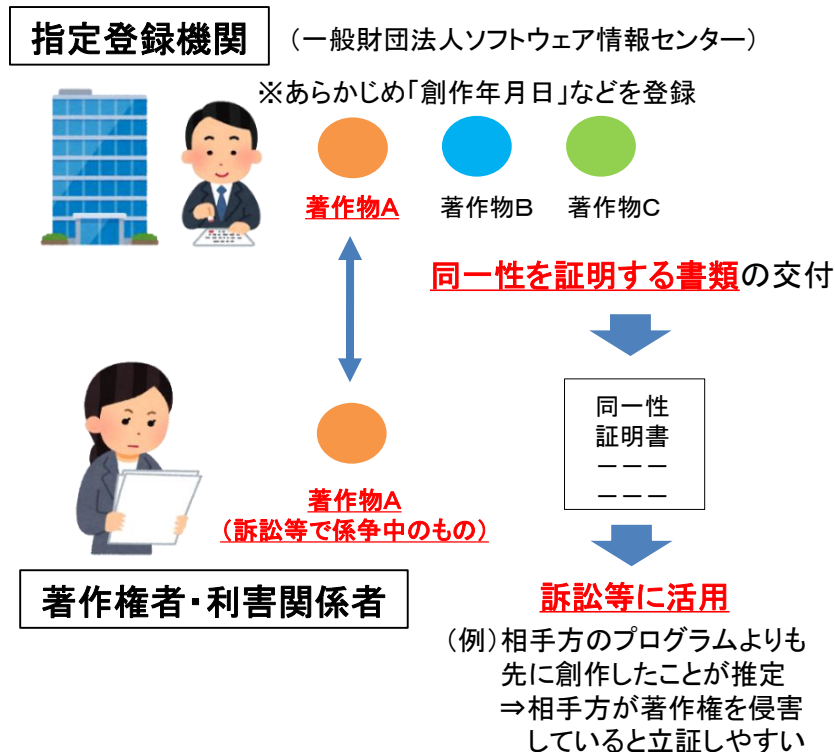 指定登録機関
（一般財団法人ソフトウェア情報センター）
※あらかじめ「創作年月日」などを登録
著作物A
著作物B
著作物C
同一性を証明する書類の交付
同一性
証明書
－－－
－－－
著作物A
（訴訟等で係争中のもの）
著作権者・利害関係者
訴訟等に活用
（例）相手方のプログラムよりも
先に創作したことが推定
⇒相手方が著作権を侵害
していると立証しやすい